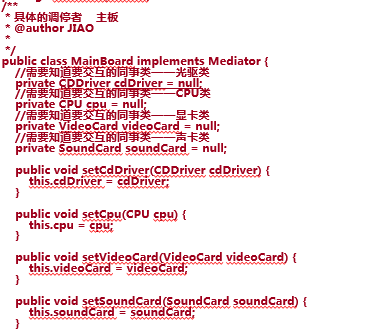 /**
 * 具体的调停者    主板
 * @author JIAO
 *
 */
public class MainBoard implements Mediator {
    //需要知道要交互的同事类——光驱类
    private CDDriver cdDriver = null;
    //需要知道要交互的同事类——CPU类
    private CPU cpu = null;
    //需要知道要交互的同事类——显卡类
    private VideoCard videoCard = null;
    //需要知道要交互的同事类——声卡类
    private SoundCard soundCard = null;

    public void setCdDriver(CDDriver cdDriver) {
        this.cdDriver = cdDriver;
    }

    public void setCpu(CPU cpu) {
        this.cpu = cpu;
    }

    public void setVideoCard(VideoCard videoCard) {
        this.videoCard = videoCard;
    }

    public void setSoundCard(SoundCard soundCard) {
        this.soundCard = soundCard;
    }